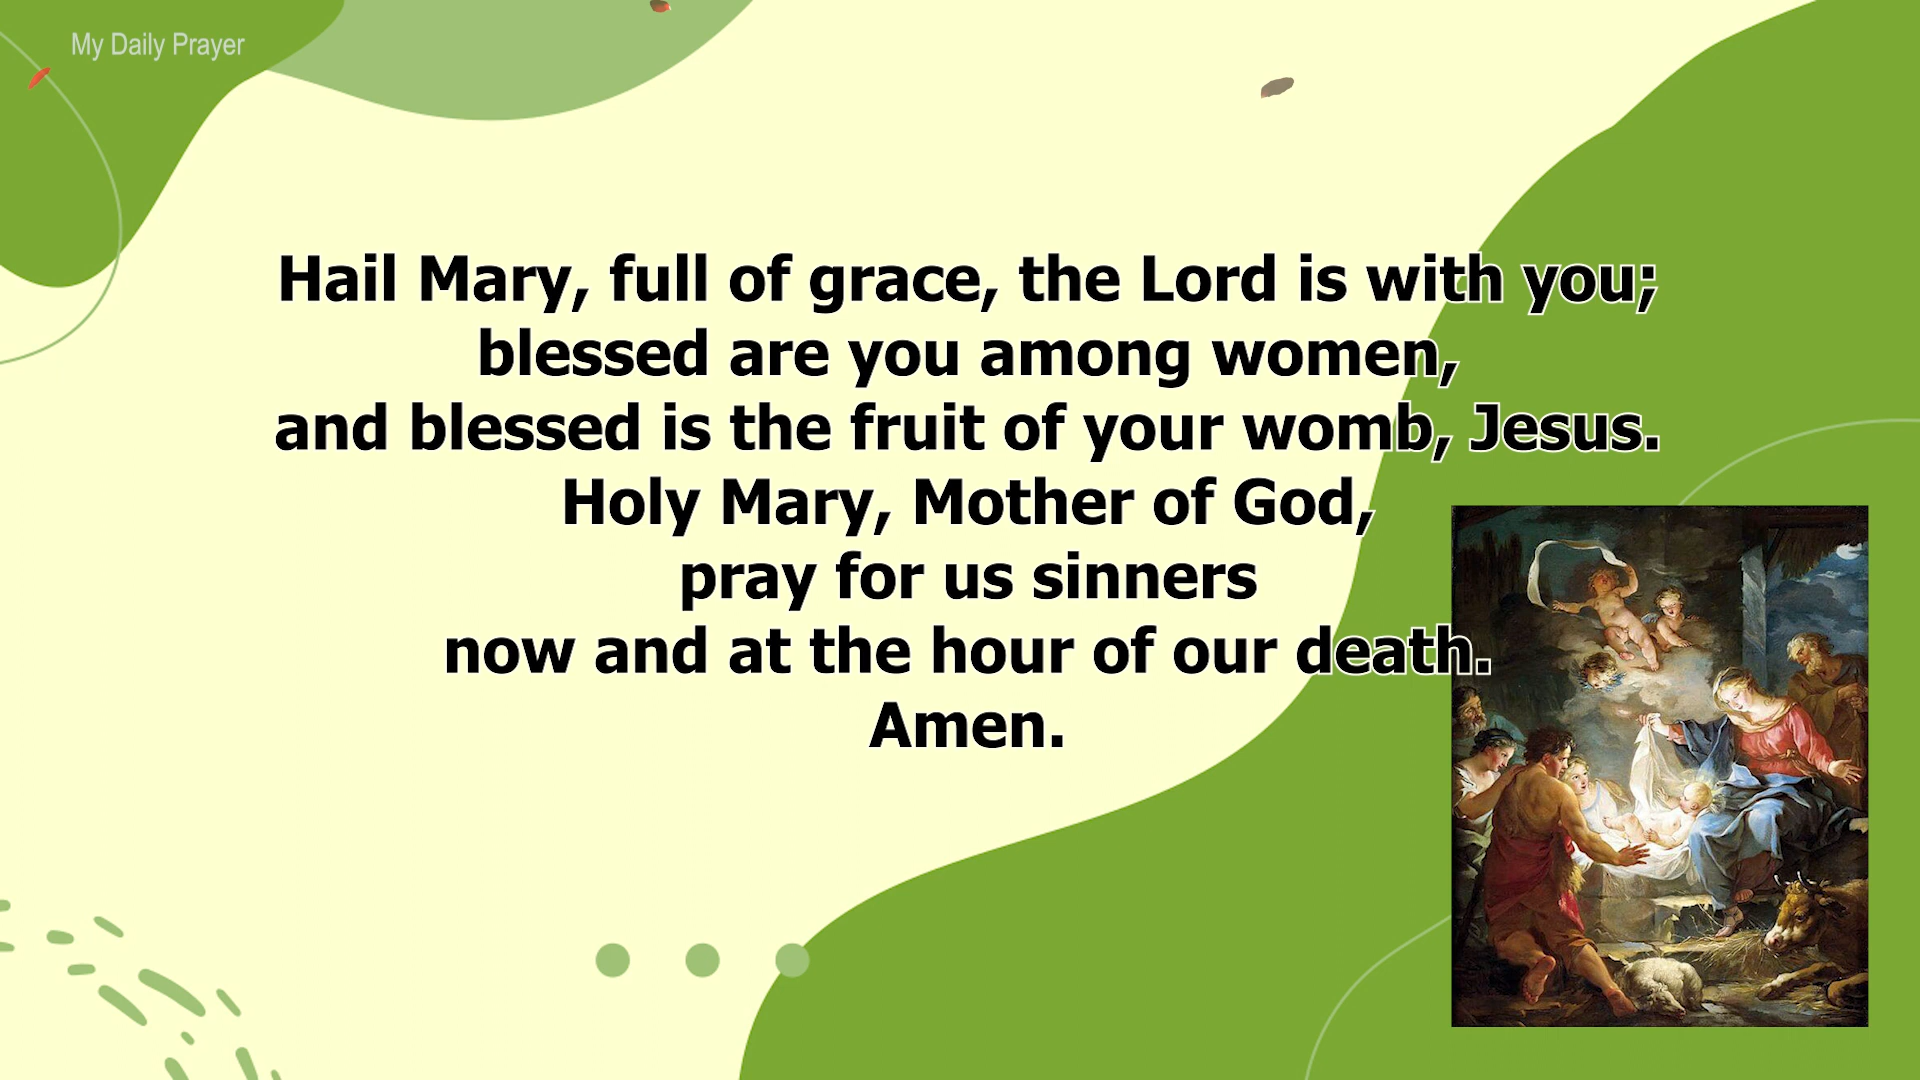 My Daily Prayer
Hail Mary, full of grace, the Lord is with you;
blessed are you among women,
and blessed is the fruit of your womb, Jesus.
Holy Mary, Mother of God,
pray for us sinners
now and at the hour of our death.
Amen.